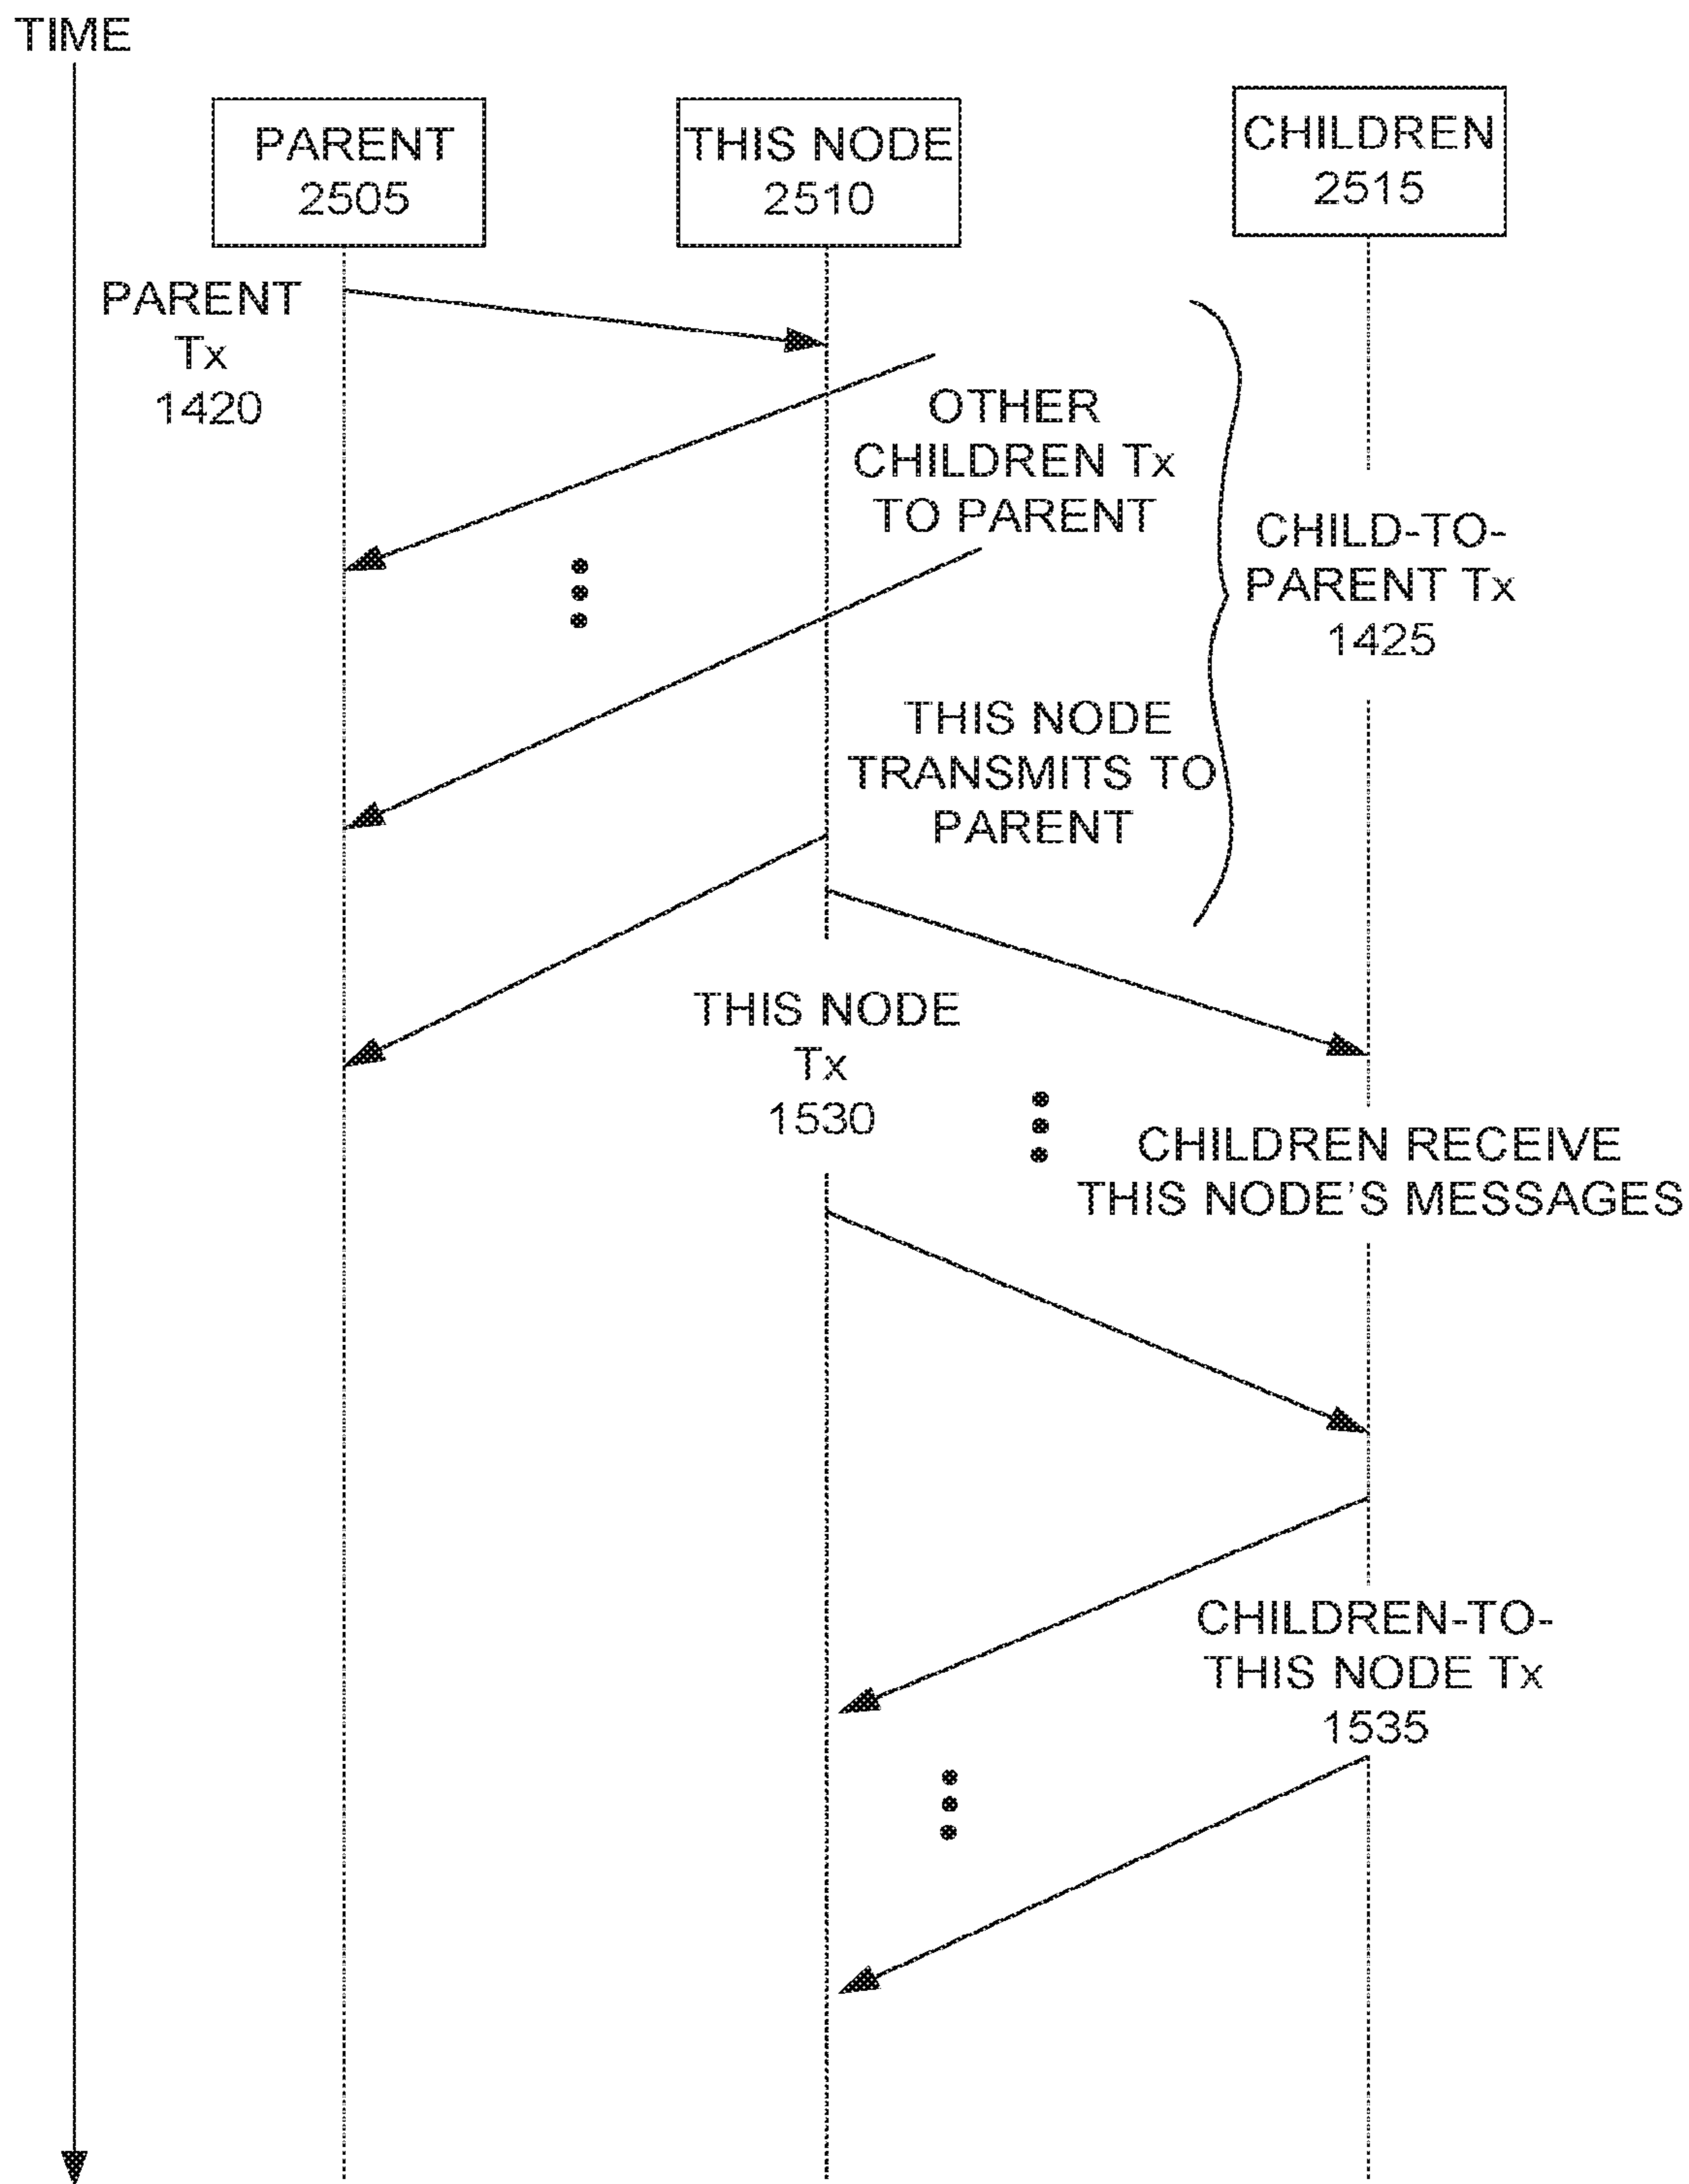 TIME
PARENT
2505
THIS NODE
2510
CHILDREN
2515
PARENT
Tx
1420
OTHER
CHILDREN Tx
TO PARENT
CHILD-TO-
PARENT Tx
1425
THIS NODE
TRANSMITS TO
PARENT
THIS NODE
Tx
1530
CHILDREN RECEIVE
THIS NODE'S MESSAGES
CHILDREN-TO-
THIS NODE Tx
1535